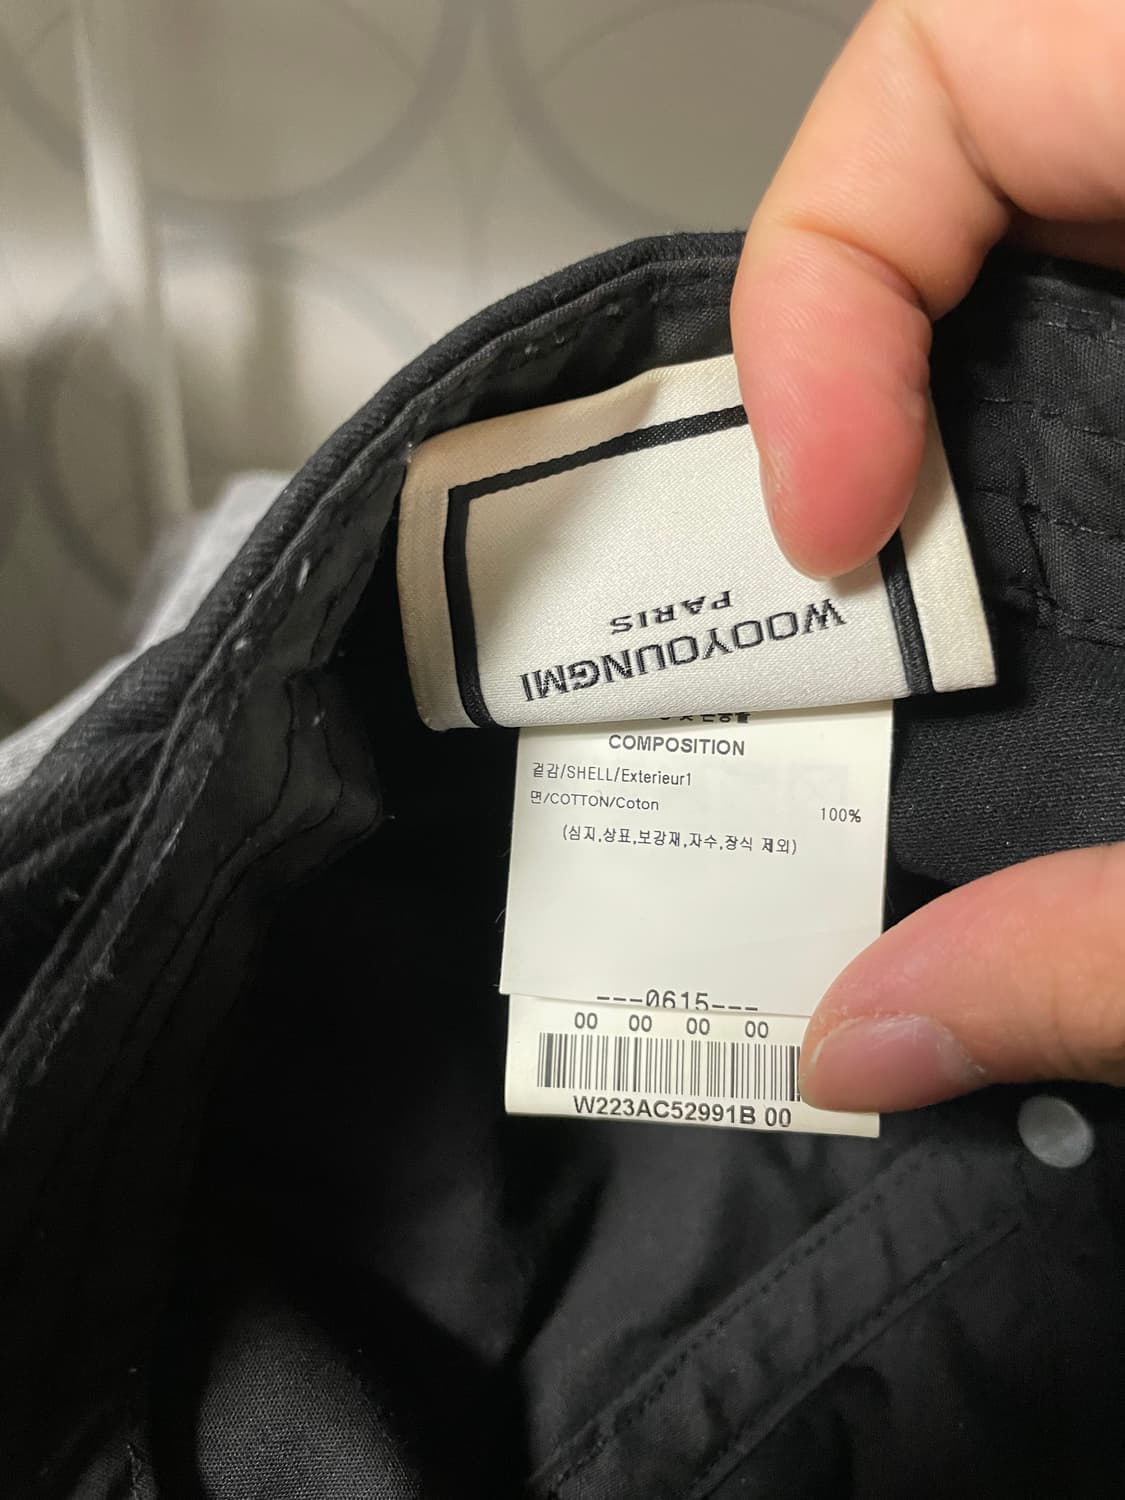 WOOYOUNGMI
PARIS
COMPOSITION
겉감/SHELL/Exterieur1
면/COTTON/Coton 100%
(심지,상표,보강재,자수,장식 제외)
---0615---
00 00 00 00
W223AC52991B 00